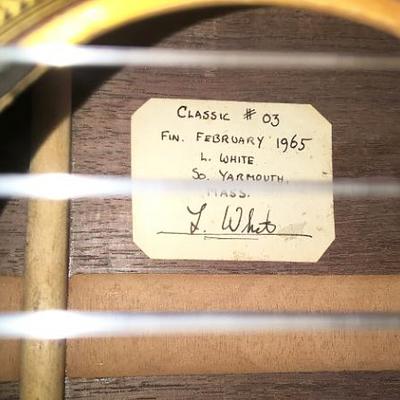 CLASSIC # 03
FIN. FEBRUARY 1965
L. WHITE
SO. YARMOUTH.
MASS.
L. White